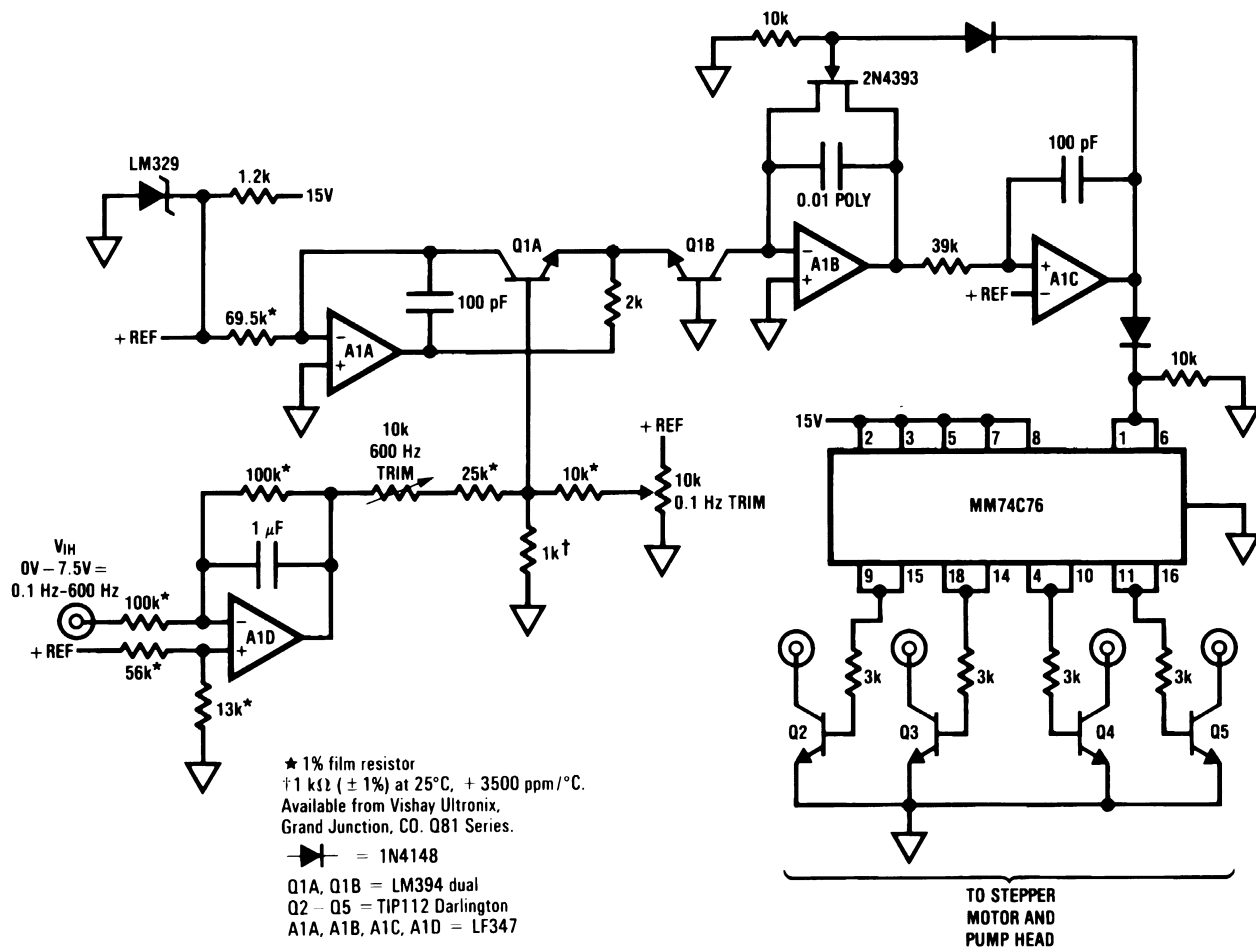 10k
2N4393
LM329
1.2k
15V
100 pF
0.01 POLY
Q1A
Q1B
-
+
A1B
39k
+
-
A1C
+ REF
100 pF
2k
+ REF
69.5k★
-
+
A1A
10k
15V
2
3
5
7
8
1
6
MM74C76
9
15
18
14
4
10
11
16
10k
600 Hz
TRIM
+ REF
100k★
25k★
10k★
10k
0.1 Hz TRIM
1 µF
1k†
VIH
0V – 7.5V =
0.1 Hz–600 Hz
100k★
-
+
A1D
+ REF
56k★
13k★
3k
3k
3k
3k
Q2
Q3
Q4
Q5
★ 1% film resistor
†1 kΩ ( ± 1%) at 25°C, + 3500 ppm/°C.
Available from Vishay Ultronix,
Grand Junction, CO. Q81 Series.
= 1N4148
Q1A, Q1B = LM394 dual
Q2 – Q5 = TIP112 Darlington
A1A, A1B, A1C, A1D = LF347
TO STEPPER
MOTOR AND
PUMP HEAD